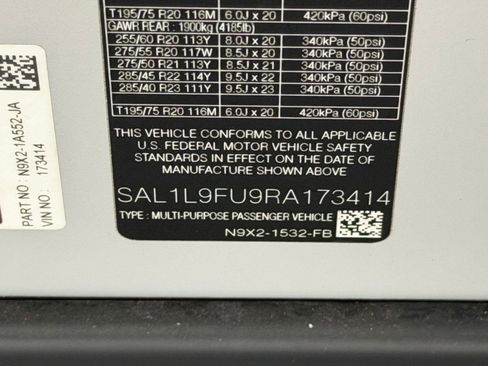 T195/75 R20 116M 6.0J x 20 420kPa (60psi)
GAWR REAR : 1900kg (4185lb)
255/60 R20 113Y 8.5J x 20 340kPa (50psi)
275/55 R20 117W 8.5J x 20 340kPa (50psi)
275/50 R21 113Y 9.5J x 21 340kPa (50psi)
285/45 R22 114Y 9.5J x 22 340kPa (50psi)
285/40 R23 111Y 9.5J x 23 340kPa (50psi)
T195/75 R20 116M 6.0J x 20 420kPa (60psi)
THIS VEHICLE CONFORMS TO ALL APPLICABLE
U.S. FEDERAL MOTOR VEHICLE SAFETY
STANDARDS IN EFFECT ON THE DATE OF
MANUFACTURE SHOWN ABOVE
SAL1L9FU9RA173414
TYPE : MULTI-PURPOSE PASSENGER VEHICLE
N9X2-1532-FB
PART NO : N9X2-1A552-JA
VIN NO : 173414